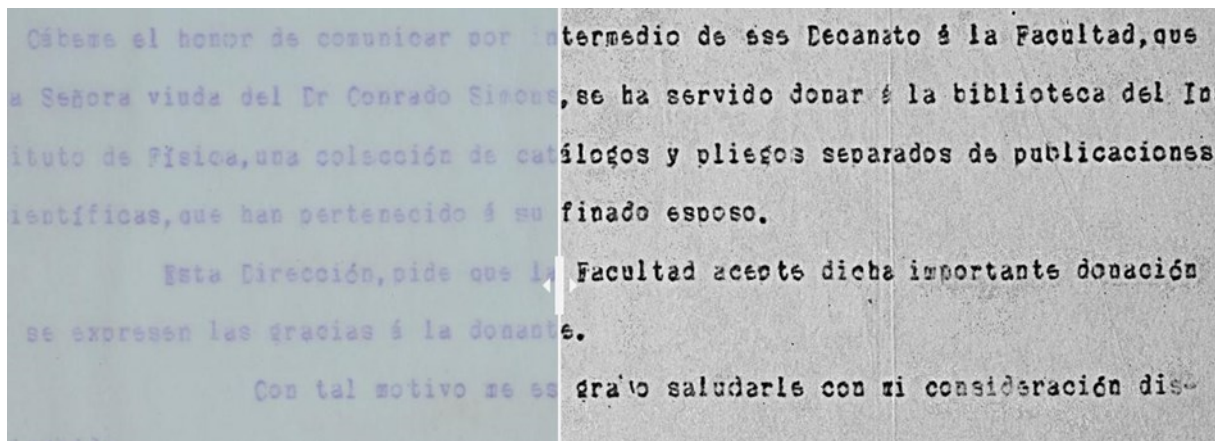 Cábeme el honor de comunicar por intermedio de ese Decanato á la Facultad,que
a Señora viuda del Dr Conrado Simons,se ha servido donar á la biblioteca del In
ituto de Física,una colección de catálogos y pliegos separados de publicaciones
ientíficas,que han pertenecido á su finado esposo.
Esta Dirección,pide que la Facultad acepte dicha importante donación
se expresen las gracias á la donante.
Con tal motivo me es grato saludarle con mi consideración dis-